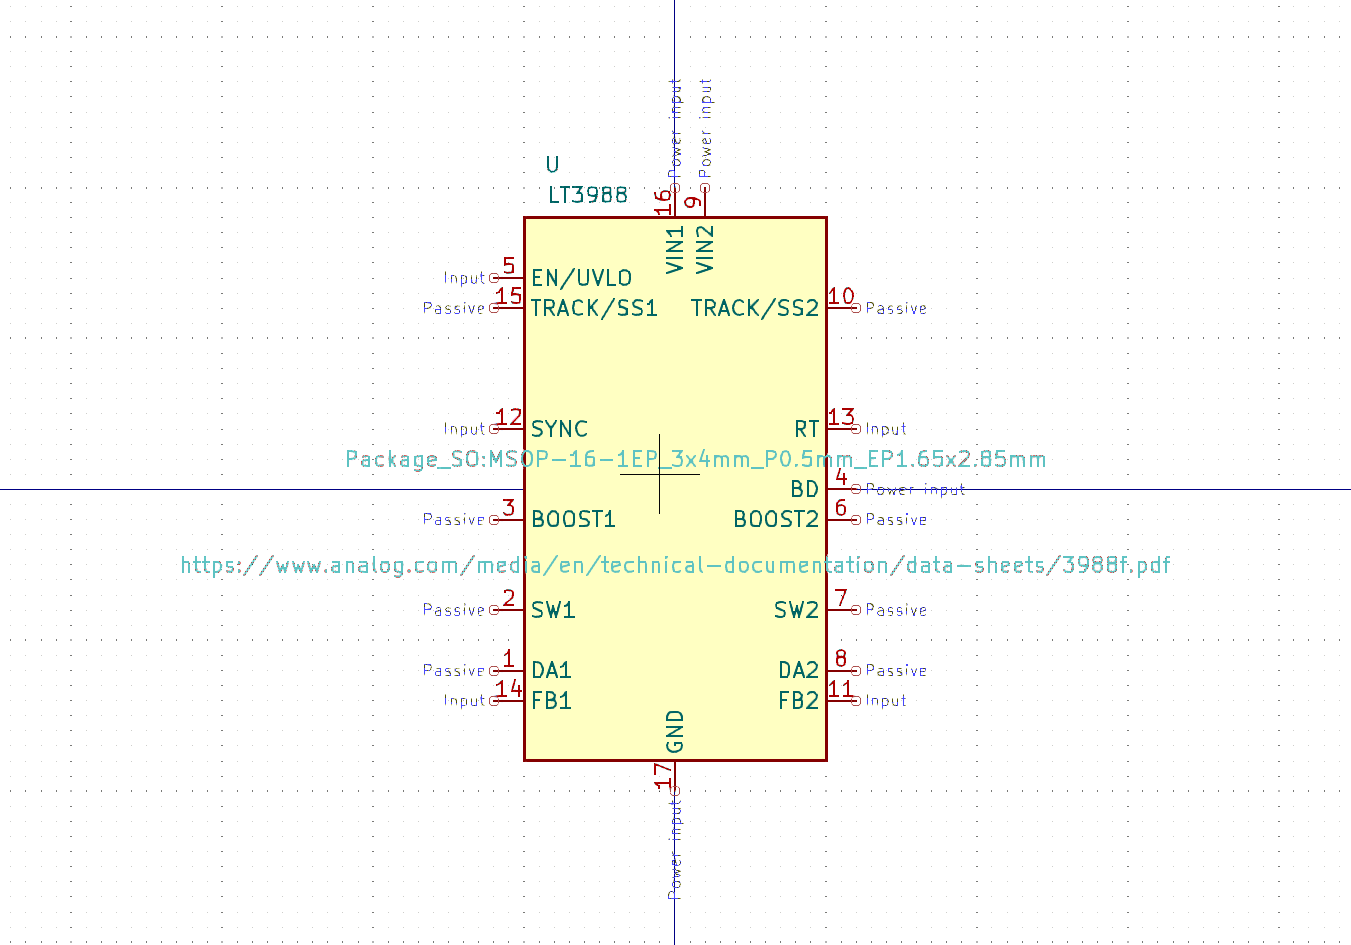 Power input
Power input
U
LT3988
16
9
VIN1
VIN2
Input 5 EN/UVLO
Passive 15 TRACK/SS1 TRACK/SS2 10 Passive
Input 12 SYNC RT 13 Input
Package_SO:MSOP-16-1EP_3x4mm_P0.5mm_EP1.65x2.85mm
BD 4 Power input
Passive 3 BOOST1 BOOST2 6 Passive
https://www.analog.com/media/en/technical-documentation/data-sheets/3988f.pdf
Passive 2 SW1 SW2 7 Passive
Passive 1 DA1 DA2 8 Passive
Input 14 FB1 FB2 11 Input
GND
17
Power input